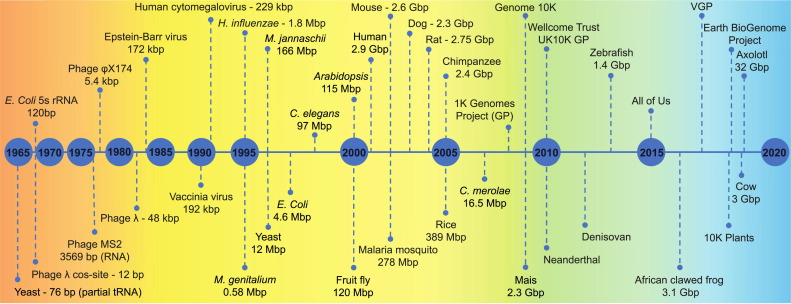 Human cytomegalovirus - 229 kbp
H. influenzae - 1.8 Mbp
Mouse - 2.6 Gbp
Genome 10K
VGP
Epstein-Barr virus
172 kbp
M. jannaschii
166 Mbp
Human
2.9 Gbp
Dog - 2.3 Gbp
Rat - 2.75 Gbp
Wellcome Trust
UK10K GP
Earth BioGenome
Project
Phage φX174
5.4 kbp
Arabidopsis
115 Mbp
Chimpanzee
2.4 Gbp
Zebrafish
1.4 Gbp
Axolotl
32 Gbp
E. Coli 5s rRNA
120bp
C. elegans
97 Mbp
1K Genomes
Project (GP)
All of Us
1965
1970
1975
1980
1985
1990
1995
2000
2005
2010
2015
2020
Vaccinia virus
192 kbp
E. Coli
4.6 Mbp
C. merolae
16.5 Mbp
Cow
3 Gbp
Phage λ - 48 kbp
Phage MS2
3569 bp (RNA)
Yeast
12 Mbp
Malaria mosquito
278 Mbp
Rice
389 Mbp
Neanderthal
Denisovan
10K Plants
Phage λ cos-site - 12 bp
Yeast - 76 bp (partial tRNA)
M. genitalium
0.58 Mbp
Fruit fly
120 Mbp
Mais
2.3 Gbp
African clawed frog
3.1 Gbp